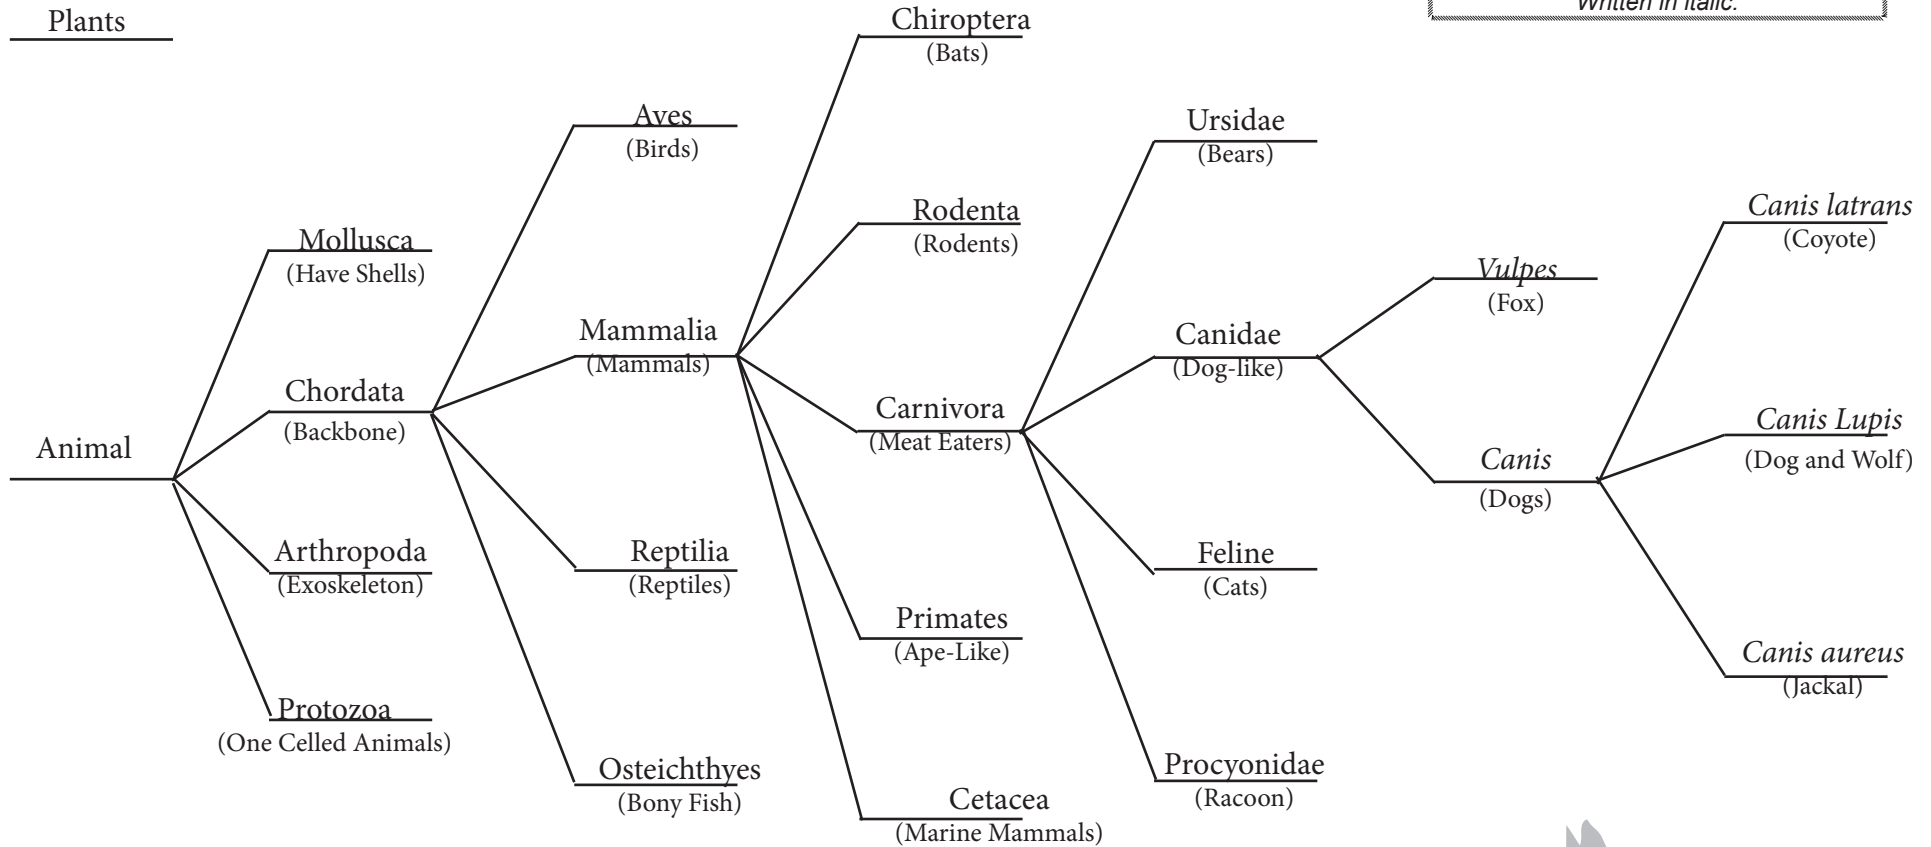 Plants
Written in italic.
Chiroptera
(Bats)
Aves
(Birds)
Ursidae
(Bears)
Rodenta
(Rodents)
Canis latrans
(Coyote)
Mollusca
(Have Shells)
Vulpes
(Fox)
Mammalia
(Mammals)
Canidae
(Dog-like)
Chordata
(Backbone)
Carnivora
(Meat Eaters)
Canis Lupis
(Dog and Wolf)
Animal
Canis
(Dogs)
Arthropoda
(Exoskeleton)
Reptilia
(Reptiles)
Feline
(Cats)
Primates
(Ape-Like)
Canis aureus
(Jackal)
Protozoa
(One Celled Animals)
Osteichthyes
(Bony Fish)
Cetacea
(Marine Mammals)
Procyonidae
(Racoon)